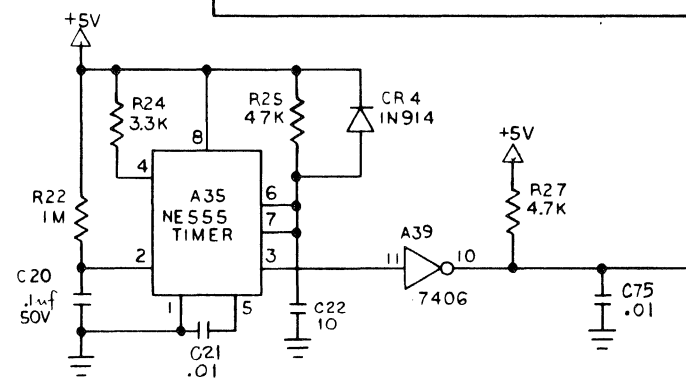 +5V
R24
3.3K
R25
47K
CR4
1N914
+5V
8
4
R22
1M
A35
NE555
TIMER
6
7
R27
4.7K
A39
2
3
11
10
7406
C20
.1uf
50V
1
5
C21
.01
C22
10
C75
.01